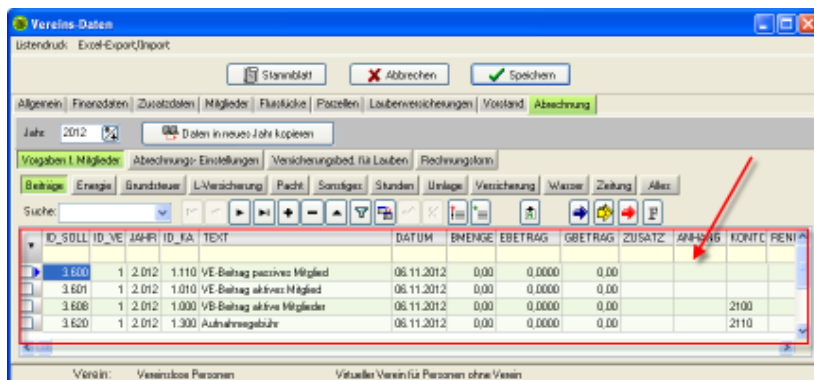 Vereins-Daten
Listendruck Excel-Export/Import
Stammblatt Abbrechen Speichern
Allgemein Finanzdaten Zusatzdaten Mitglieder Flurstücke Parzellen Laubenversicherungen Vorstand Abrechnung
Jahr: 2012 Daten in neues Jahr kopieren
Vorgaben f. Mitglieder Abrechnungs- Einstellungen Versicherungsbed. für Lauben Rechnungsform
Beiträge Energie Grundsteuer L-Versicherung Pacht Sonstiges Stunden Umlage Versicherung Wasser Zeitung Alles
Suche:
ID_SOLL ID_VE JAHR ID_KA TEXT DATUM BMENGE EBETRAG GBETRAG ZUSATZ ANHANG KONTC
3.600 1 2.012 1.110 VE-Beitrag passives Mitglied 06.11.2012 0,00 0,0000 0,00
3.601 1 2.012 1.010 VE-Beitrag aktives Mitglied 06.11.2012 0,00 0,0000 0,00
3.608 1 2.012 1.000 VB-Beitrag aktive Mitglieder 06.11.2012 0,00 0,0000 0,00 2100
3.620 1 2.012 1.300 Aufnahmegebühr 06.11.2012 0,00 0,0000 0,00 2110
Verein: Vereinslose Personen Virtueller Verein für Personen ohne Verein